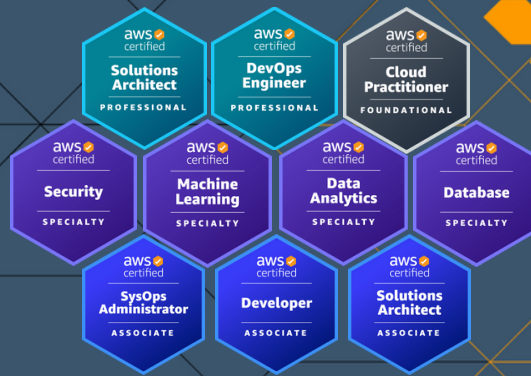 aws
certified
Solutions
Architect
PROFESSIONAL
aws
certified
DevOps
Engineer
PROFESSIONAL
aws
certified
Cloud
Practitioner
FOUNDATIONAL
aws
certified
Security
SPECIALTY
aws
certified
Machine
Learning
SPECIALTY
aws
certified
Data
Analytics
SPECIALTY
aws
certified
Database
SPECIALTY
aws
certified
SysOps
Administrator
ASSOCIATE
aws
certified
Developer
ASSOCIATE
aws
certified
Solutions
Architect
ASSOCIATE